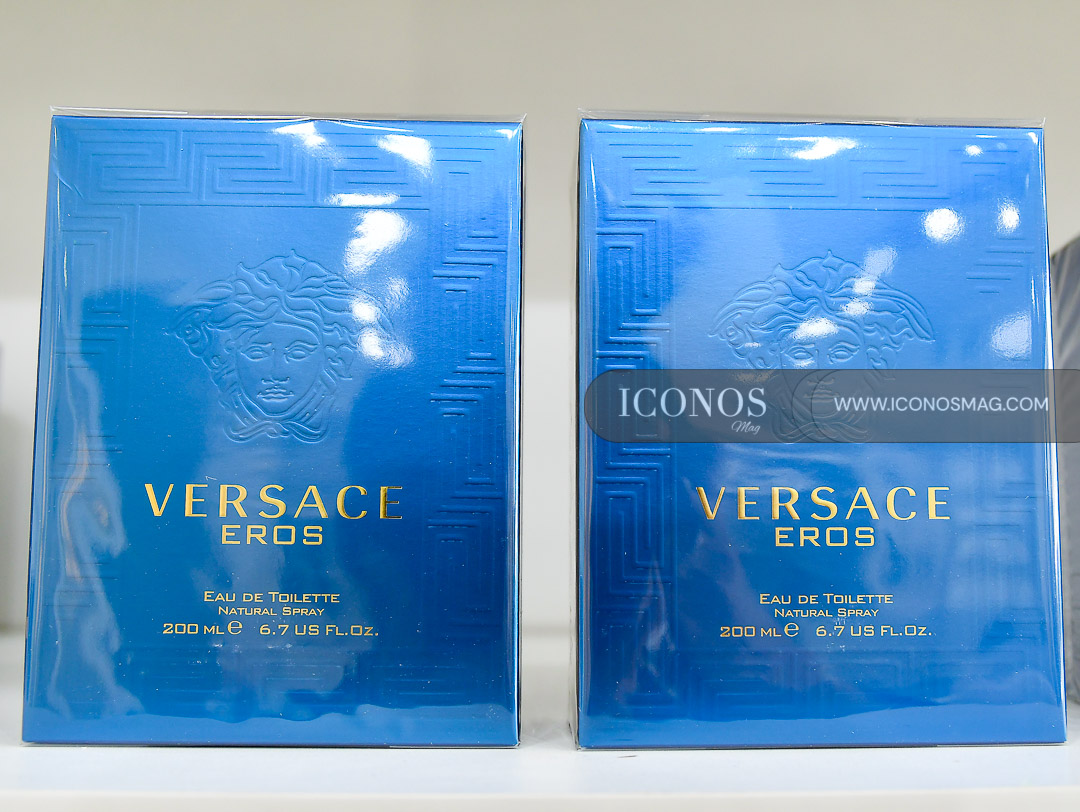 VERSACE
EROS
EAU DE TOILETTE
NATURAL SPRAY
200 ML ℮ 6.7 US FL.OZ.
ICONOS
Mag
WWW.ICONOSMAG.COM
VERSACE
EROS
EAU DE TOILETTE
NATURAL SPRAY
200 ML ℮ 6.7 US FL.OZ.